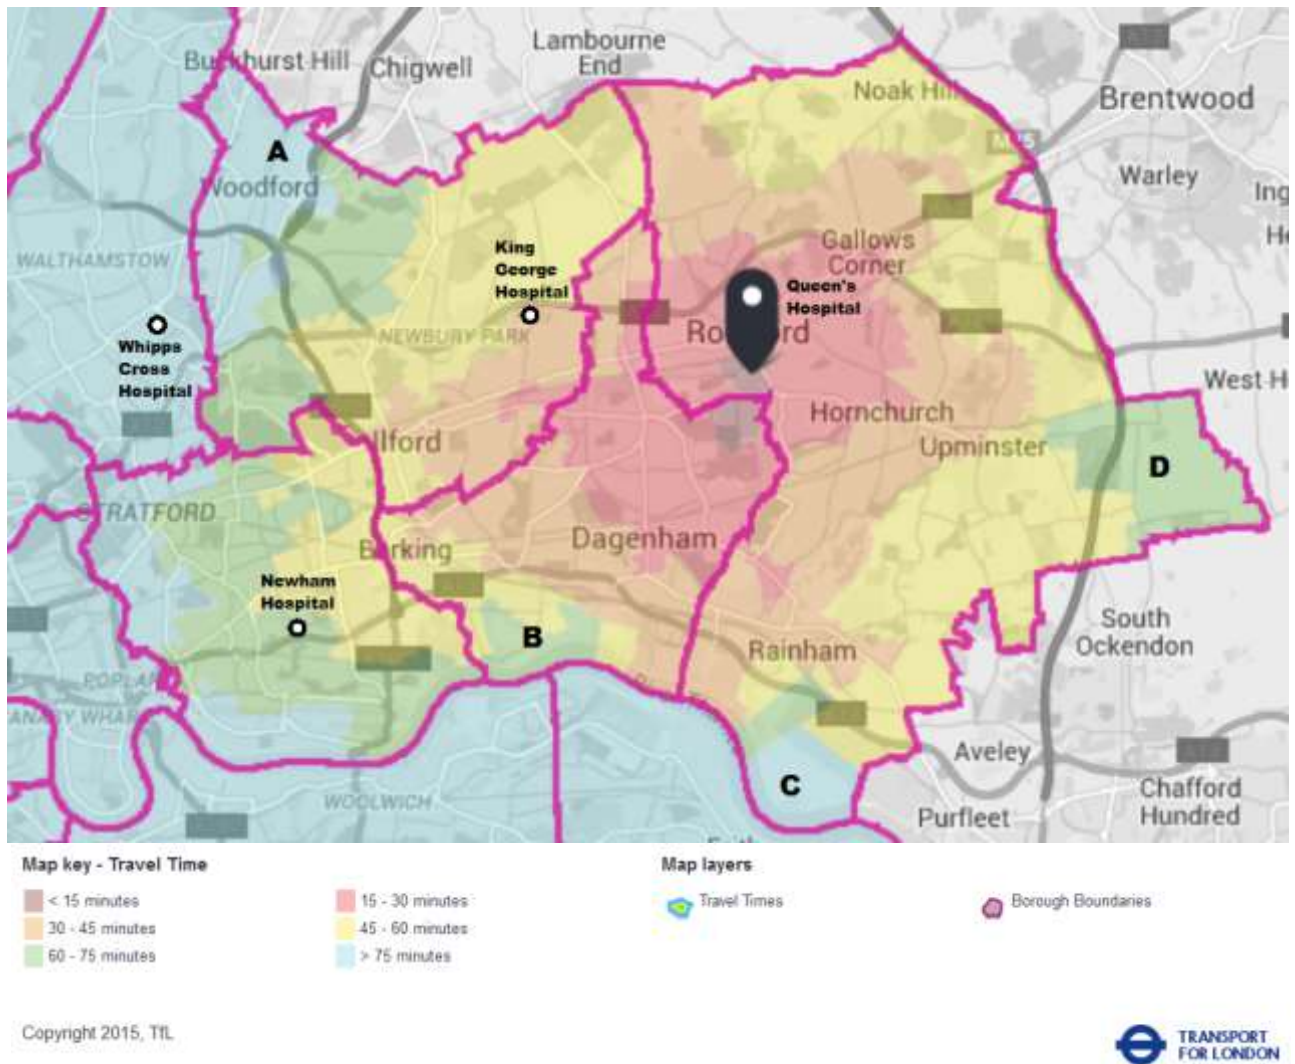 Lambourne
End
Buckhurst Hill
Chigwell
Noak Hill
Brentwood
A
Woodford
Warley
King
George
Hospital
Gallows
Corner
WALTHAMSTOW
Queen's
Hospital
NEWBURY PARK
Whipps
Cross
Hospital
Hornchurch
Ilford
Upminster
D
STRATFORD
Dagenham
Barking
Newham
Hospital
B
South
Ockendon
Rainham
Aveley
C
Chafford
Hundred
WOOLWICH
Purfleet
Map key - Travel Time
Map layers
< 15 minutes
15 - 30 minutes
Travel Times
Borough Boundaries
30 - 45 minutes
45 - 60 minutes
60 - 75 minutes
> 75 minutes
Copyright 2015, TfL
TRANSPORT
FOR LONDON